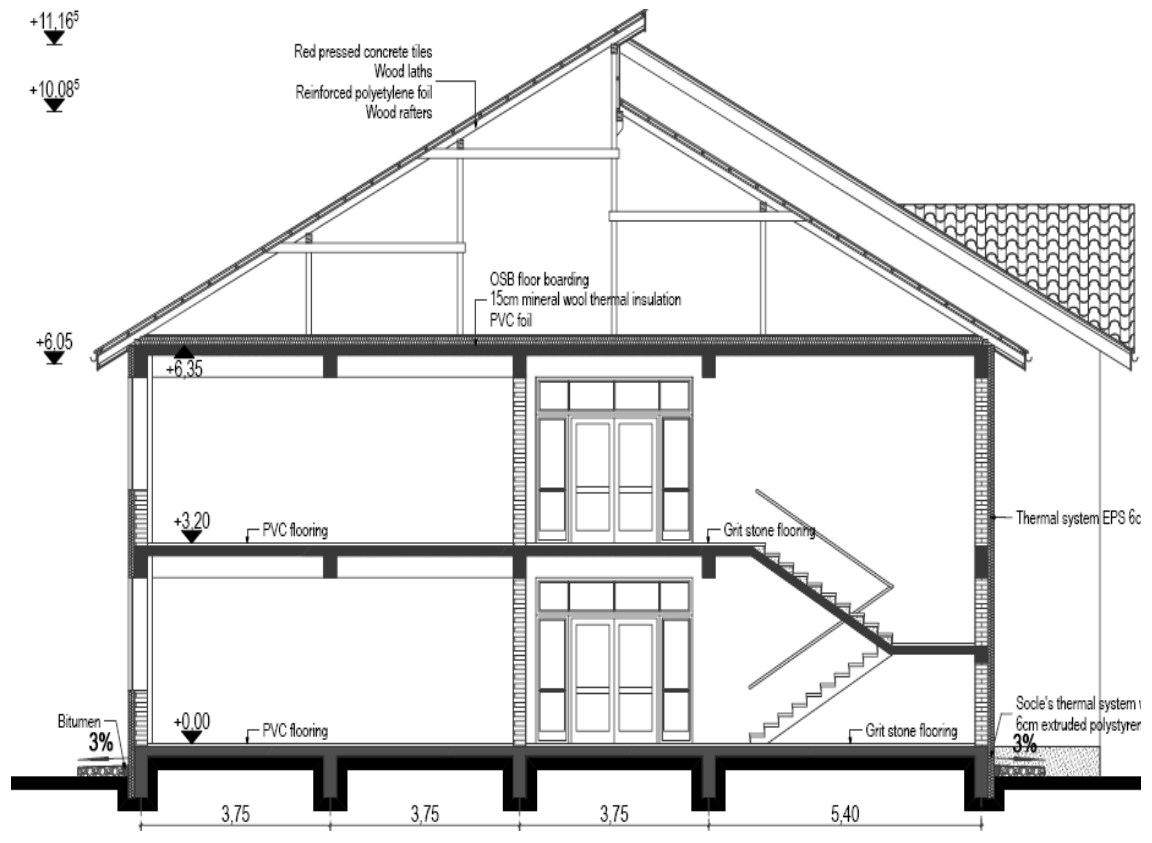 +11,16⁵
+10,08⁵
Red pressed concrete tiles
Wood laths
Reinforced polyetylene foil
Wood rafters
OSB floor boarding
15cm mineral wool thermal insulation
PVC foil
+6,05
+6,35
+3,20
PVC flooring
Grit stone flooring
Thermal system EPS 6c
+0,00
PVC flooring
Grit stone flooring
Bitumen
3%
Socle's thermal system
6cm extruded polystyren
3%
3,75
3,75
3,75
5,40